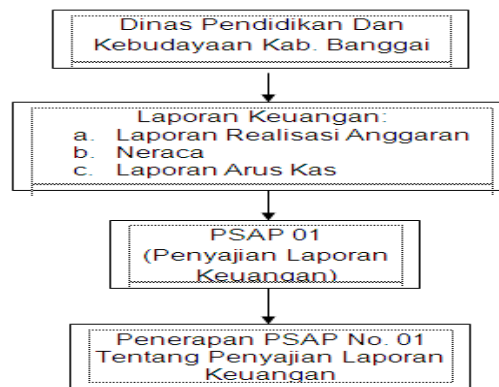 Dinas Pendidikan Dan
Kebudayaan Kab. Banggai
Laporan Keuangan:
a. Laporan Realisasi Anggaran
b. Neraca
c. Laporan Arus Kas
PSAP 01
(Penyajian Laporan
Keuangan)
Penerapan PSAP No. 01
Tentang Penyajian Laporan
Keuangan